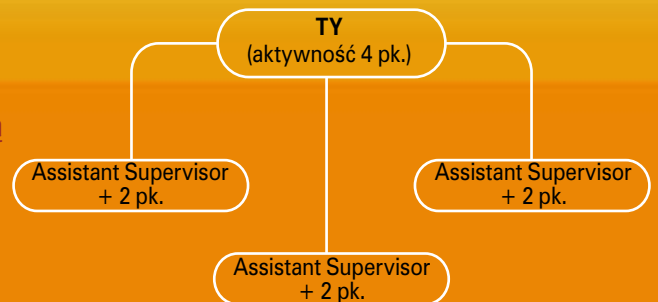 TY
(aktywność 4 pk.)
Assistant Supervisor
+ 2 pk.
Assistant Supervisor
+ 2 pk.
Assistant Supervisor
+ 2 pk.